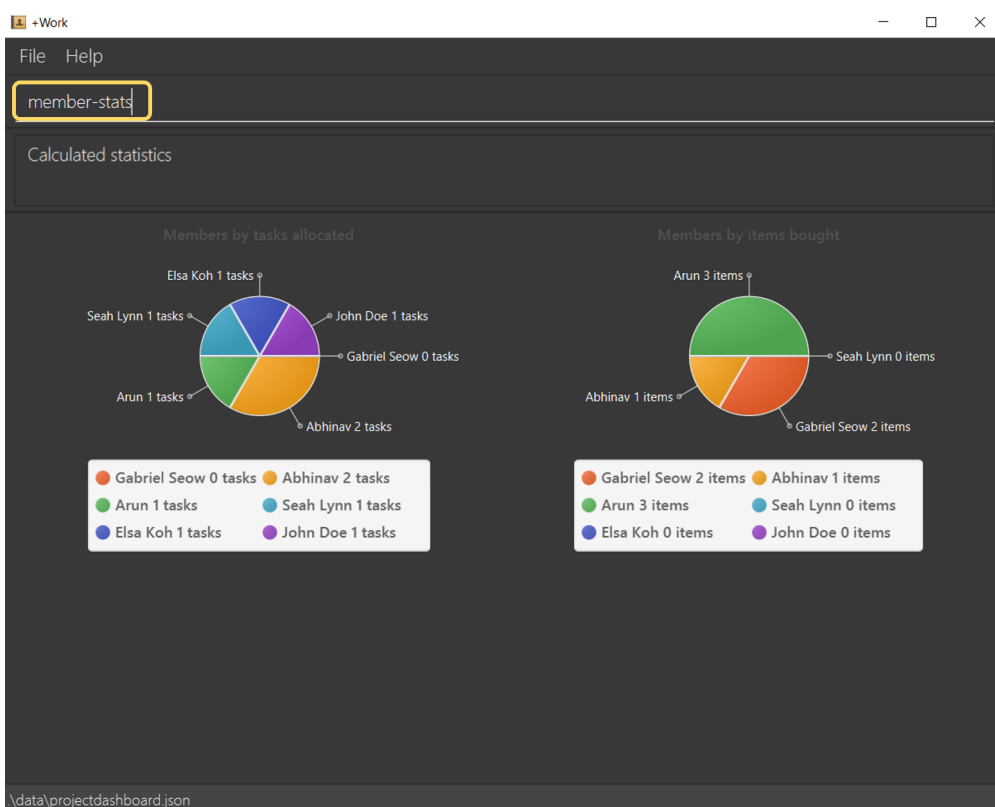 +Work
File Help
member-stats
Calculated statistics
Members by tasks allocated
Elsa Koh 1 tasks
Seah Lynn 1 tasks
John Doe 1 tasks
Gabriel Seow 0 tasks
Arun 1 tasks
Abhinav 2 tasks
Gabriel Seow 0 tasks Abhinav 2 tasks
Arun 1 tasks Seah Lynn 1 tasks
Elsa Koh 1 tasks John Doe 1 tasks
Members by items bought
Arun 3 items
Seah Lynn 0 items
Abhinav 1 items
Gabriel Seow 2 items
Gabriel Seow 2 items Abhinav 1 items
Arun 3 items Seah Lynn 0 items
Elsa Koh 0 items John Doe 0 items
.\data\projectdashboard.json